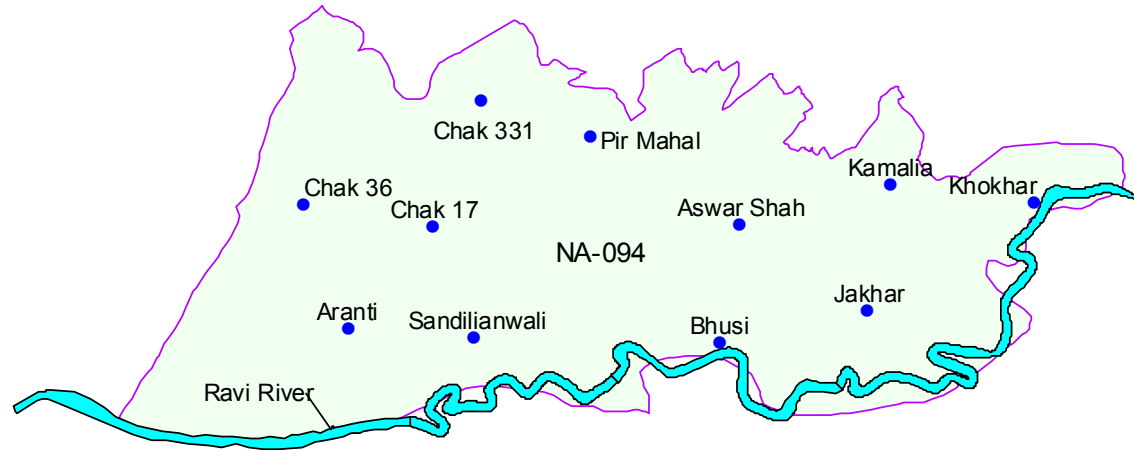 Chak 331
Pir Mahal
Kamalia
Chak 36
Khokhar
Chak 17
Aswar Shah
NA-094
Jakhar
Aranti
Sandilianwali
Bhusi
Ravi River